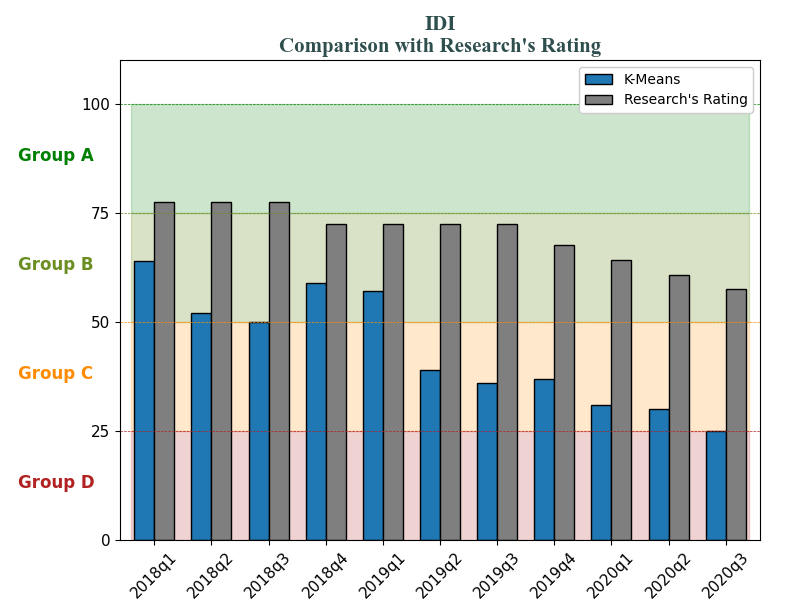 IDI
Comparison with Research's Rating
K-Means
Research's Rating
100
75
50
25
0
Group A
Group B
Group C
Group D
2018q1
2018q2
2018q3
2018q4
2019q1
2019q2
2019q3
2019q4
2020q1
2020q2
2020q3